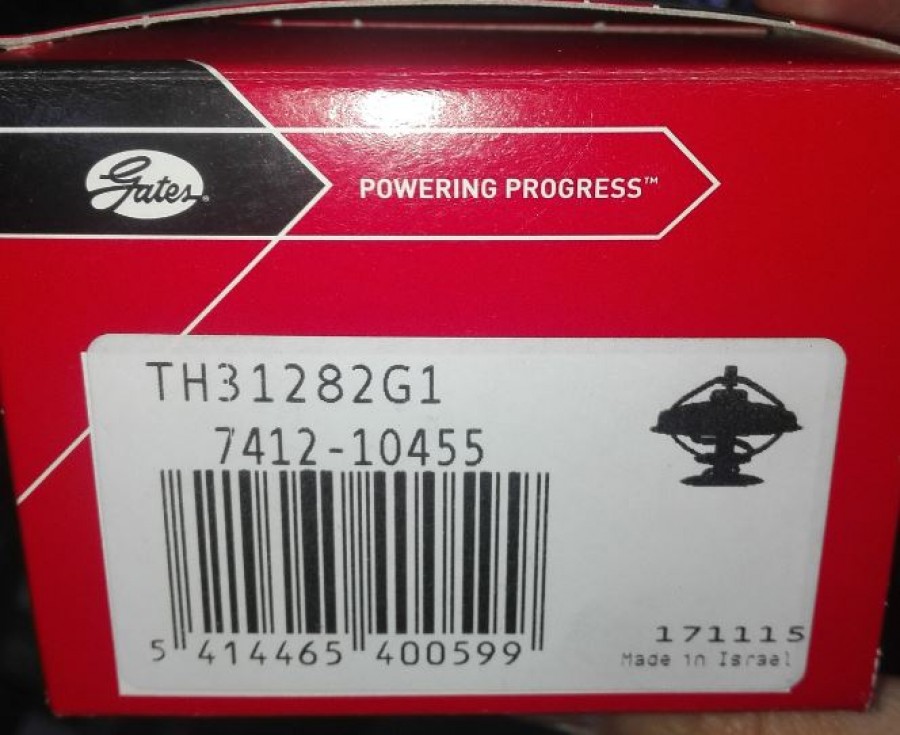 Gates
POWERING PROGRESS™
TH31282G1
7412-10455
5 414465 400599
171115
Made in Israel